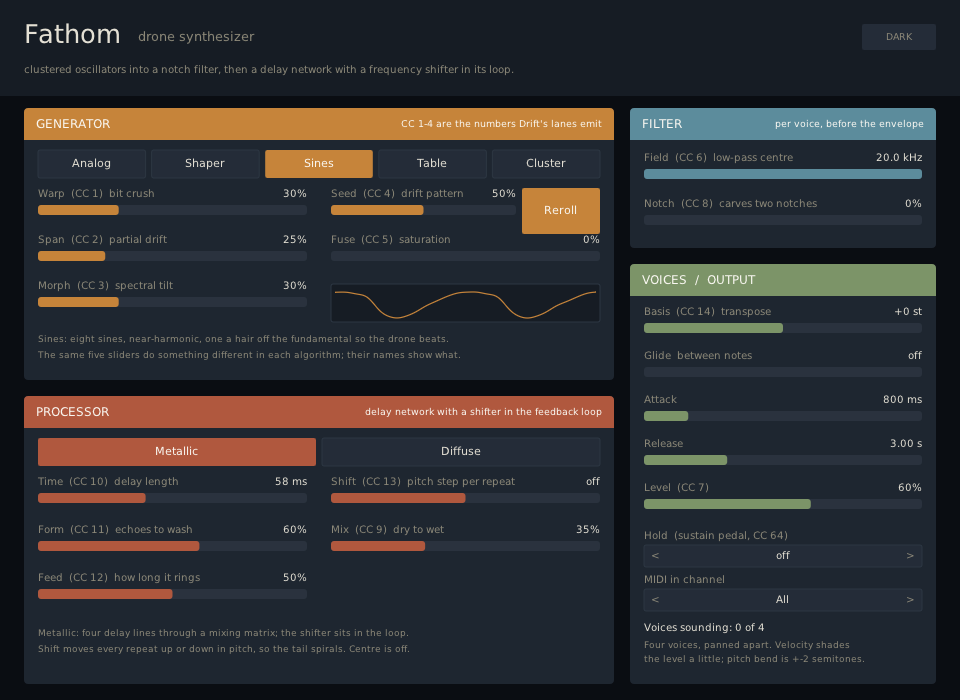 Fathom drone synthesizer
DARK
clustered oscillators into a notch filter, then a delay network with a frequency shifter in its loop.
GENERATOR CC 1-4 are the numbers Drift's lanes emit
Analog Shaper Sines Table Cluster
Warp (CC 1) bit crush 30%
Seed (CC 4) drift pattern 50%
Reroll
Span (CC 2) partial drift 25%
Fuse (CC 5) saturation 0%
Morph (CC 3) spectral tilt 30%
Sines: eight sines, near-harmonic, one a hair off the fundamental so the drone beats.
The same five sliders do something different in each algorithm; their names show what.
PROCESSOR delay network with a shifter in the feedback loop
Metallic Diffuse
Time (CC 10) delay length 58 ms
Shift (CC 13) pitch step per repeat off
Form (CC 11) echoes to wash 60%
Mix (CC 9) dry to wet 35%
Feed (CC 12) how long it rings 50%
Metallic: four delay lines through a mixing matrix; the shifter sits in the loop.
Shift moves every repeat up or down in pitch, so the tail spirals. Centre is off.
FILTER per voice, before the envelope
Field (CC 6) low-pass centre 20.0 kHz
Notch (CC 8) carves two notches 0%
VOICES / OUTPUT
Basis (CC 14) transpose +0 st
Glide between notes off
Attack 800 ms
Release 3.00 s
Level (CC 7) 60%
Hold (sustain pedal, CC 64)
< off >
MIDI in channel
< All >
Voices sounding: 0 of 4
Four voices, panned apart. Velocity shades
the level a little; pitch bend is +-2 semitones.